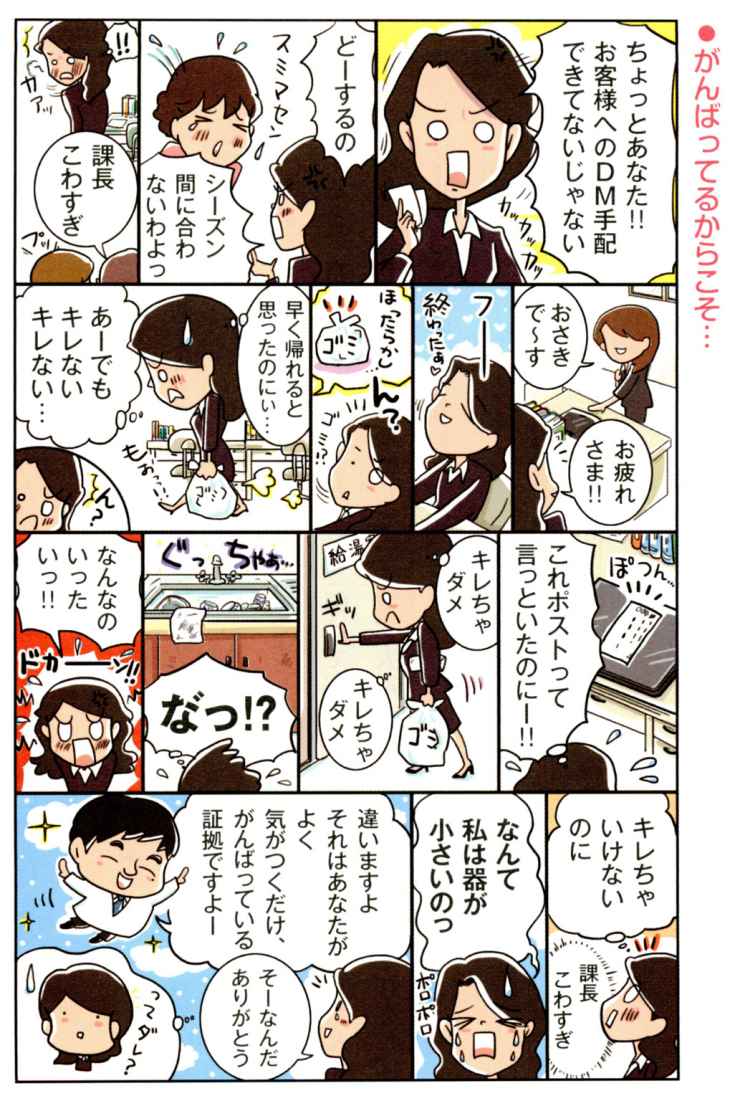 ●がんばってるからこそ…
ちょっとあなた!!
お客様へのDM手配
できてないじゃない
カッカッカッ
どーするの
スミマセン
シーズン
間に合わ
ないわよっ
!!
カアッ
課長
こわすぎ
プッ
おさき
で〜す
お疲れ
さま!!
フー
終わったぁ♡
ほったらかし
ゴミ
ん?
ゴミ
早く帰れると
思ったのにぃ…
あーでも
キレない
キレない…
もぉっ…
ゴミ
ん?
ぽつん…
これポストって
言っといたのにー!!
給湯
キレちゃ
ダメ
ギッ
キレちゃ
ダメ
ゴミ
ぐっちゃぁ…
なっ!?
なんなの
いった
いっ!!
ドカーーン!!
キレちゃ
いけない
のに
課長
こわすぎ
なんて
私は器が
小さいのっ
ポロポロ
違いますよ
それはあなたが
よく
気がつくだけ、
がんばっている
証拠ですよー
そーなんだ
ありがとう
ってダレ?